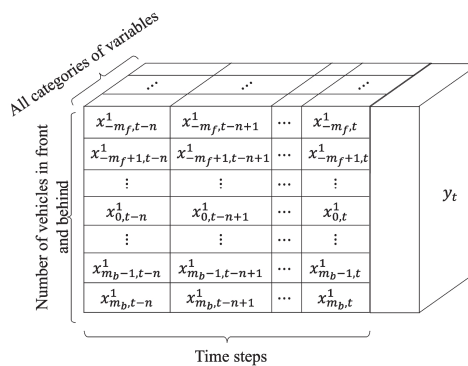 All categories of variables
... ...
...
Number of vehicles in front
and behind
x^1_{-m_f,t-n} x^1_{-m_f,t-n+1} ... x^1_{-m_f,t}
x^1_{-m_f+1,t-n} x^1_{-m_f+1,t-n+1} ... x^1_{-m_f+1,t}
⋮ ⋮ ... ⋮
x^1_{0,t-n} x^1_{0,t-n+1} ... x^1_{0,t}
⋮ ⋮ ... ⋮
x^1_{m_b-1,t-n} x^1_{m_b-1,t-n+1} ... x^1_{m_b-1,t}
x^1_{m_b,t-n} x^1_{m_b,t-n+1} ... x^1_{m_b,t}
y_t
Time steps